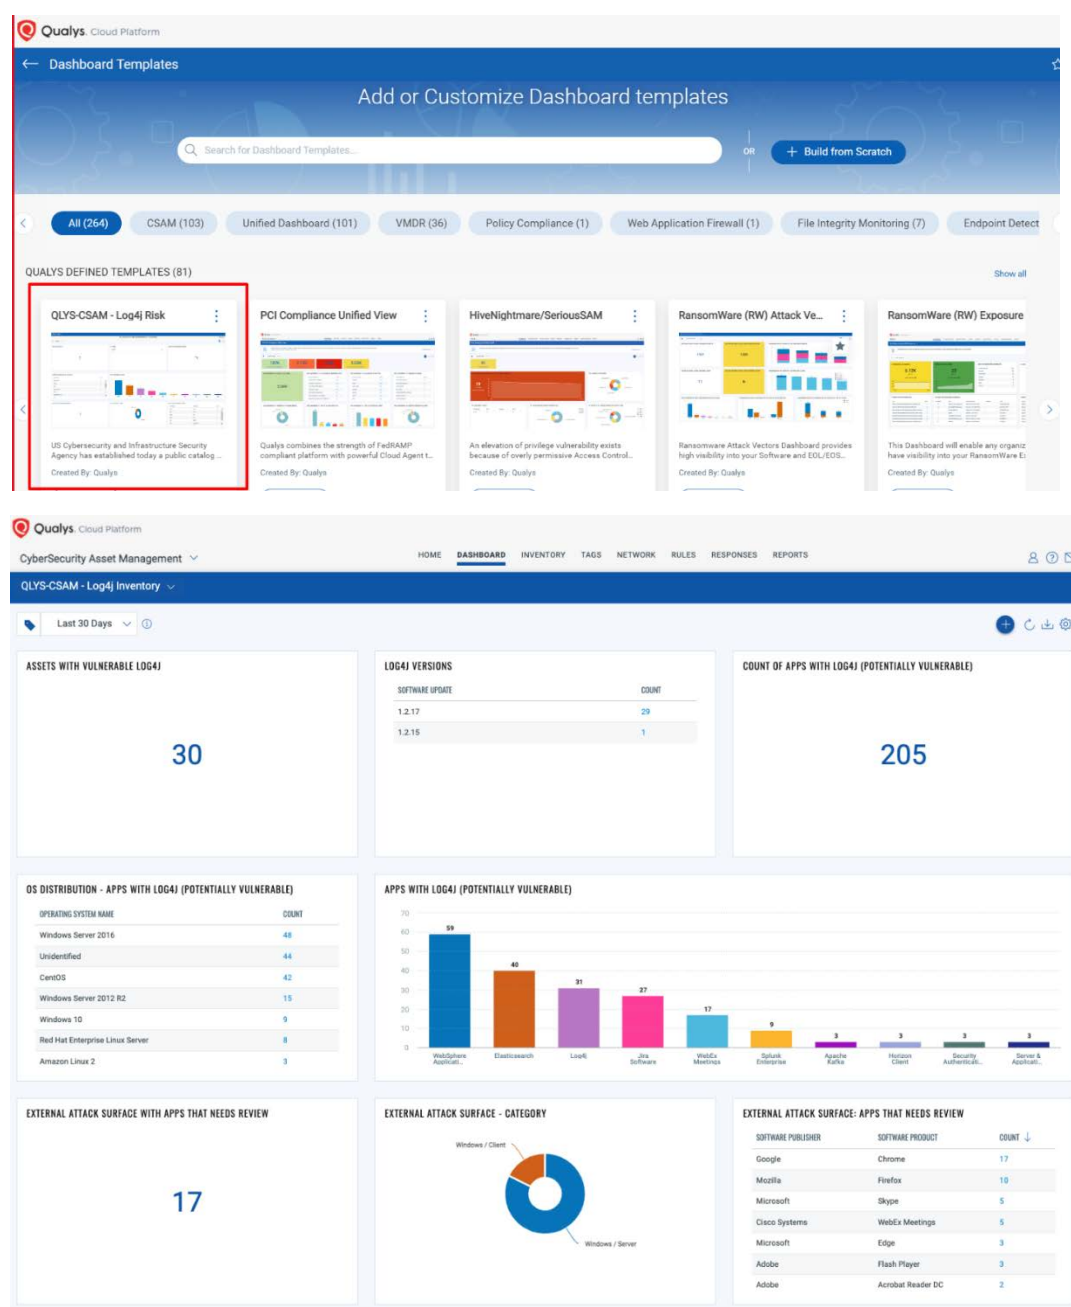 Qualys. Cloud Platform
← Dashboard Templates
Add or Customize Dashboard templates
Search for Dashboard Templates...
OR
+ Build from Scratch
All (264) CSAM (103) Unified Dashboard (101) VMDR (36) Policy Compliance (1) Web Application Firewall (1) File Integrity Monitoring (7) Endpoint Detect
QUALYS DEFINED TEMPLATES (81) Show all
QLYS-CSAM - Log4j Risk
US Cybersecurity and Infrastructure Security
Agency has established today a public catalog ...
Created By: Qualys
PCI Compliance Unified View
Qualys combines the strength of FedRAMP
compliant platform with powerful Cloud Agent t...
Created By: Qualys
HiveNightmare/SeriousSAM
An elevation of privilege vulnerability exists
because of overly permissive Access Control...
Created By: Qualys
RansomWare (RW) Attack Ve...
Ransomware Attack Vectors Dashboard provides
high visibility into your Software and EOL/EOS...
Created By: Qualys
RansomWare (RW) Exposure
This Dashboard will enable any organiz
have visibility into your RansomWare E
Created By: Qualys
Qualys. Cloud Platform
CyberSecurity Asset Management
HOME DASHBOARD INVENTORY TAGS NETWORK RULES RESPONSES REPORTS
QLYS-CSAM - Log4j Inventory
Last 30 Days
ASSETS WITH VULNERABLE LOG4J
30
LOG4J VERSIONS
SOFTWARE UPDATE COUNT
1.2.17 29
1.2.15 1
COUNT OF APPS WITH LOG4J (POTENTIALLY VULNERABLE)
205
OS DISTRIBUTION - APPS WITH LOG4J (POTENTIALLY VULNERABLE)
OPERATING SYSTEM NAME COUNT
Windows Server 2016 48
Unidentified 44
CentOS 42
Windows Server 2012 R2 15
Windows 10 9
Red Hat Enterprise Linux Server 8
Amazon Linux 2 3
APPS WITH LOG4J (POTENTIALLY VULNERABLE)
70
60
50
40
30
20
10
0
59 40 31 27 17 9 3 3 3 3
WebSphere Elasticsearch Log4j Jira WebEx Splunk Apache Horizon Security Server &
Applicati.. Software Meetings Enterprise Kafka Client Authenticati.. Applicati..
EXTERNAL ATTACK SURFACE WITH APPS THAT NEEDS REVIEW
17
EXTERNAL ATTACK SURFACE - CATEGORY
Windows / Client
Windows / Server
EXTERNAL ATTACK SURFACE: APPS THAT NEEDS REVIEW
SOFTWARE PUBLISHER SOFTWARE PRODUCT COUNT ↓
Google Chrome 17
Mozilla Firefox 10
Microsoft Skype 5
Cisco Systems WebEx Meetings 5
Microsoft Edge 3
Adobe Flash Player 3
Adobe Acrobat Reader DC 2